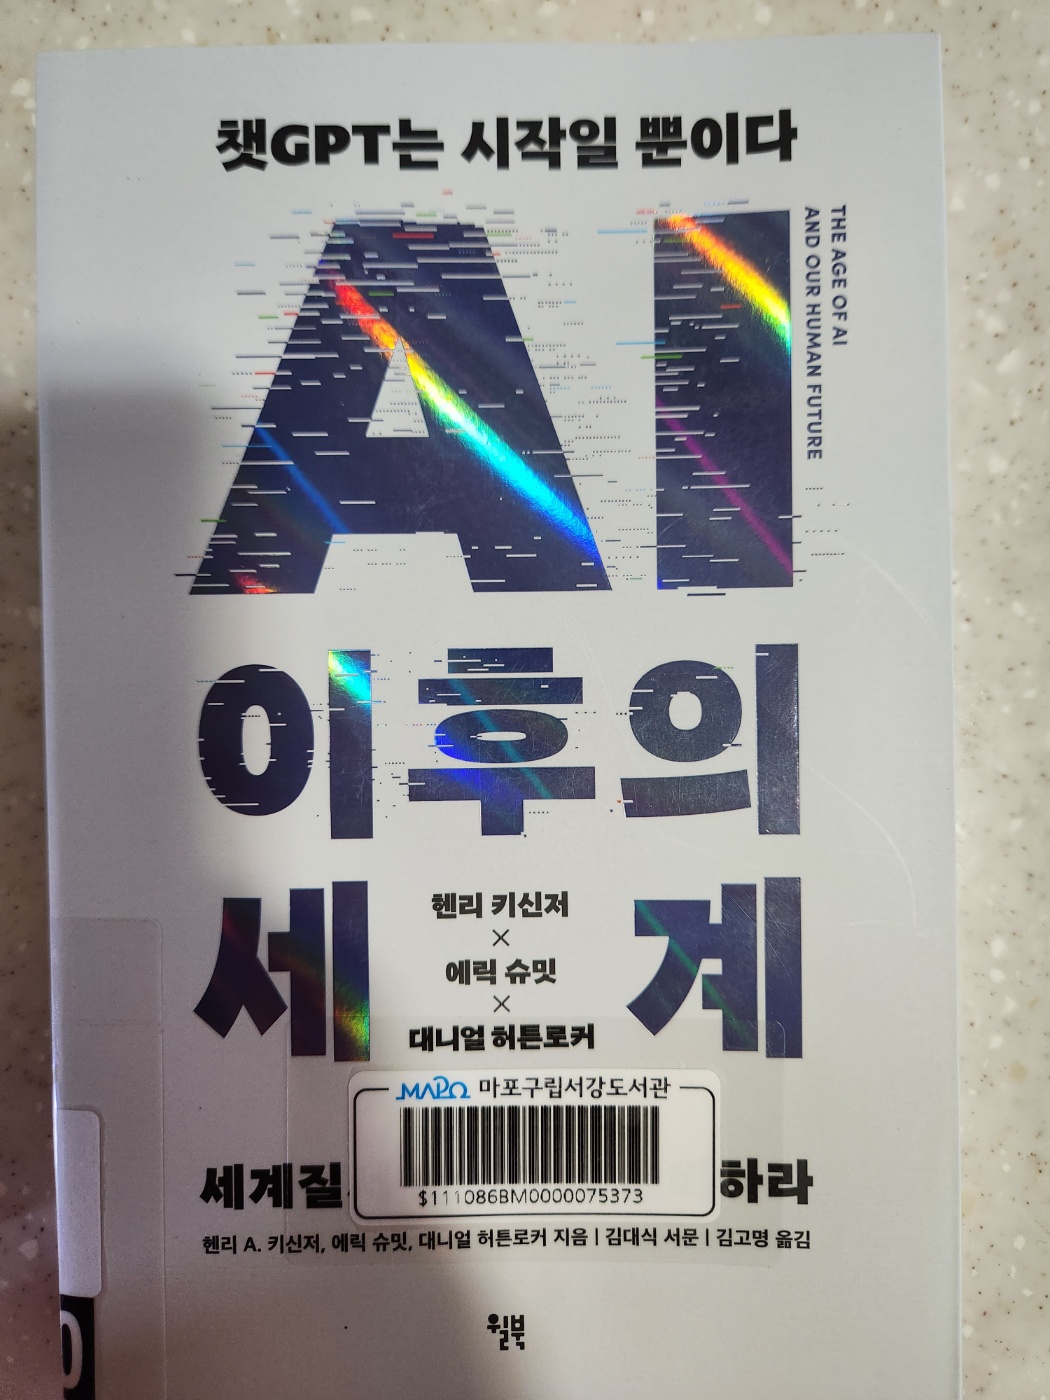 챗GPT는 시작일 뿐이다
AI
THE AGE OF AI
AND OUR HUMAN FUTURE
이후의
세계
헨리 키신저
×
에릭 슈밋
×
대니얼 허튼로커
MAPO 마포구립서강도서관
$111086BM0000075373
세계질 하라
헨리 A. 키신저, 에릭 슈밋, 대니얼 허튼로커 지음 | 김대식 서문 | 김고명 옮김
윌북